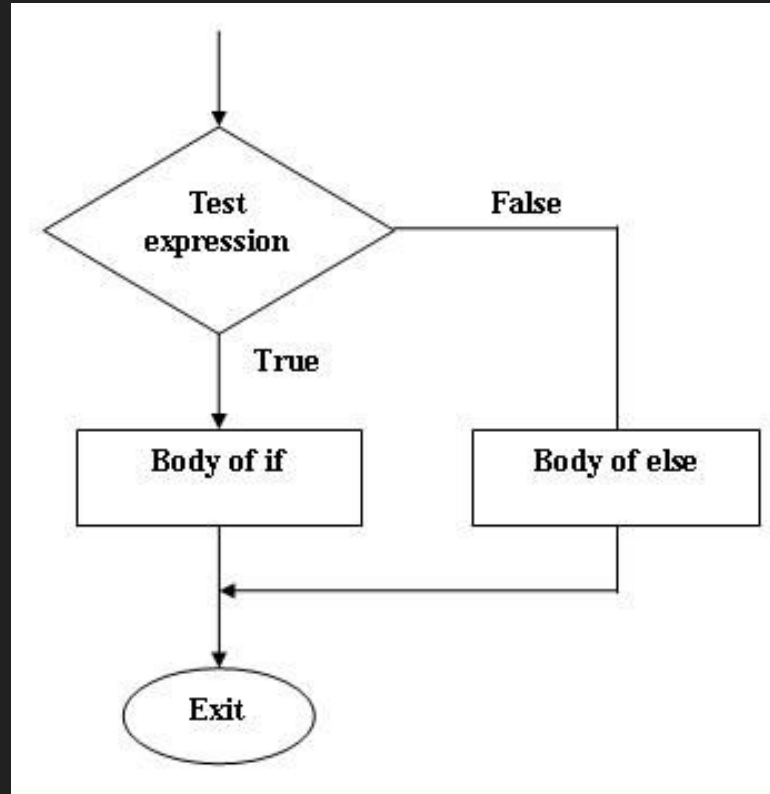 Test
expression
False
True
Body of if
Body of else
Exit